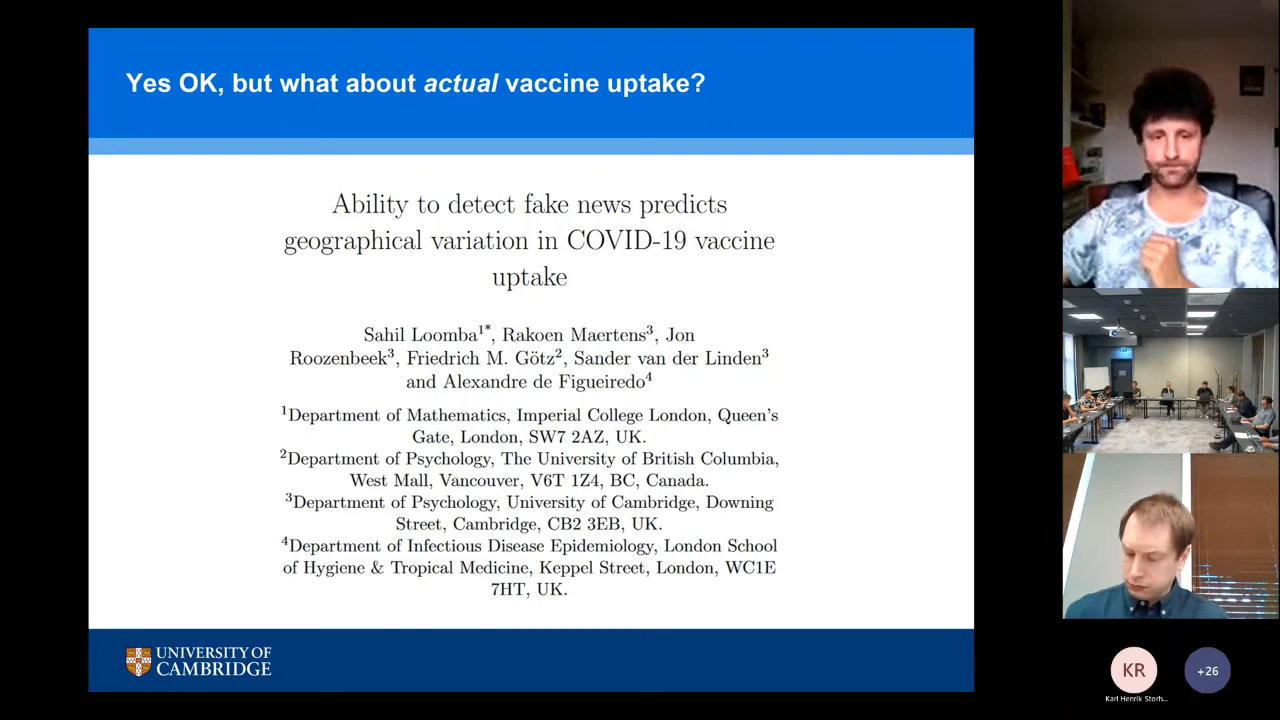 Yes OK, but what about actual vaccine uptake?
Ability to detect fake news predicts
geographical variation in COVID-19 vaccine
uptake
Sahil Loomba1*, Rakoen Maertens3, Jon
Roozenbeek3, Friedrich M. Götz2, Sander van der Linden3
and Alexandre de Figueiredo4
1Department of Mathematics, Imperial College London, Queen's
Gate, London, SW7 2AZ, UK.
2Department of Psychology, The University of British Columbia,
West Mall, Vancouver, V6T 1Z4, BC, Canada.
3Department of Psychology, University of Cambridge, Downing
Street, Cambridge, CB2 3EB, UK.
4Department of Infectious Disease Epidemiology, London School
of Hygiene & Tropical Medicine, Keppel Street, London, WC1E
7HT, UK.
UNIVERSITY OF
CAMBRIDGE
KR
+26
Karl Henrik Storh...